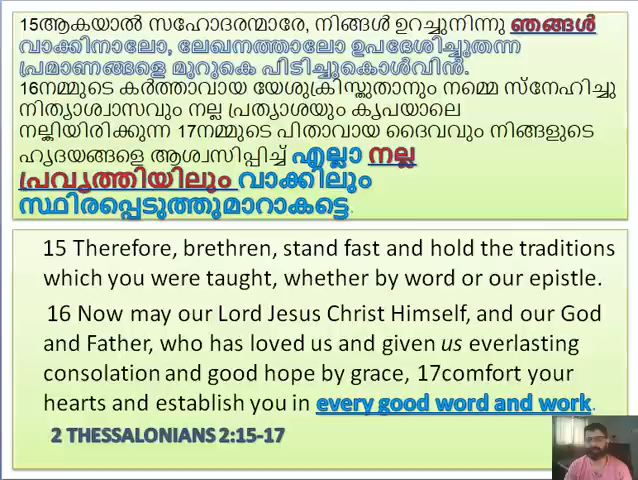 15ആകയാൽ സഹോദരന്മാരേ, നിങ്ങൾ ഉറച്ചുനിന്നു ഞങ്ങൾ
വാക്കിനാലോ, ലേഖനത്താലോ ഉപദേശിച്ചുതന്ന
പ്രമാണങ്ങളെ മുറുകെ പിടിച്ചുകൊൾവിൻ.
16നമ്മുടെ കർത്താവായ യേശുക്രിസ്തുതാനും നമ്മെ സ്നേഹിച്ചു
നിത്യാശ്വാസവും നല്ല പ്രത്യാശയും കൃപയാലെ
നല്കിയിരിക്കുന്ന 17നമ്മുടെ പിതാവായ ദൈവവും നിങ്ങളുടെ
ഹൃദയങ്ങളെ ആശ്വസിപ്പിച്ച് എല്ലാ നല്ല
പ്രവൃത്തിയിലും വാക്കിലും
സ്ഥിരപ്പെടുത്തുമാറാകട്ടെ.
15 Therefore, brethren, stand fast and hold the traditions
which you were taught, whether by word or our epistle.
16 Now may our Lord Jesus Christ Himself, and our God
and Father, who has loved us and given us everlasting
consolation and good hope by grace, 17comfort your
hearts and establish you in every good word and work.
2 THESSALONIANS 2:15-17